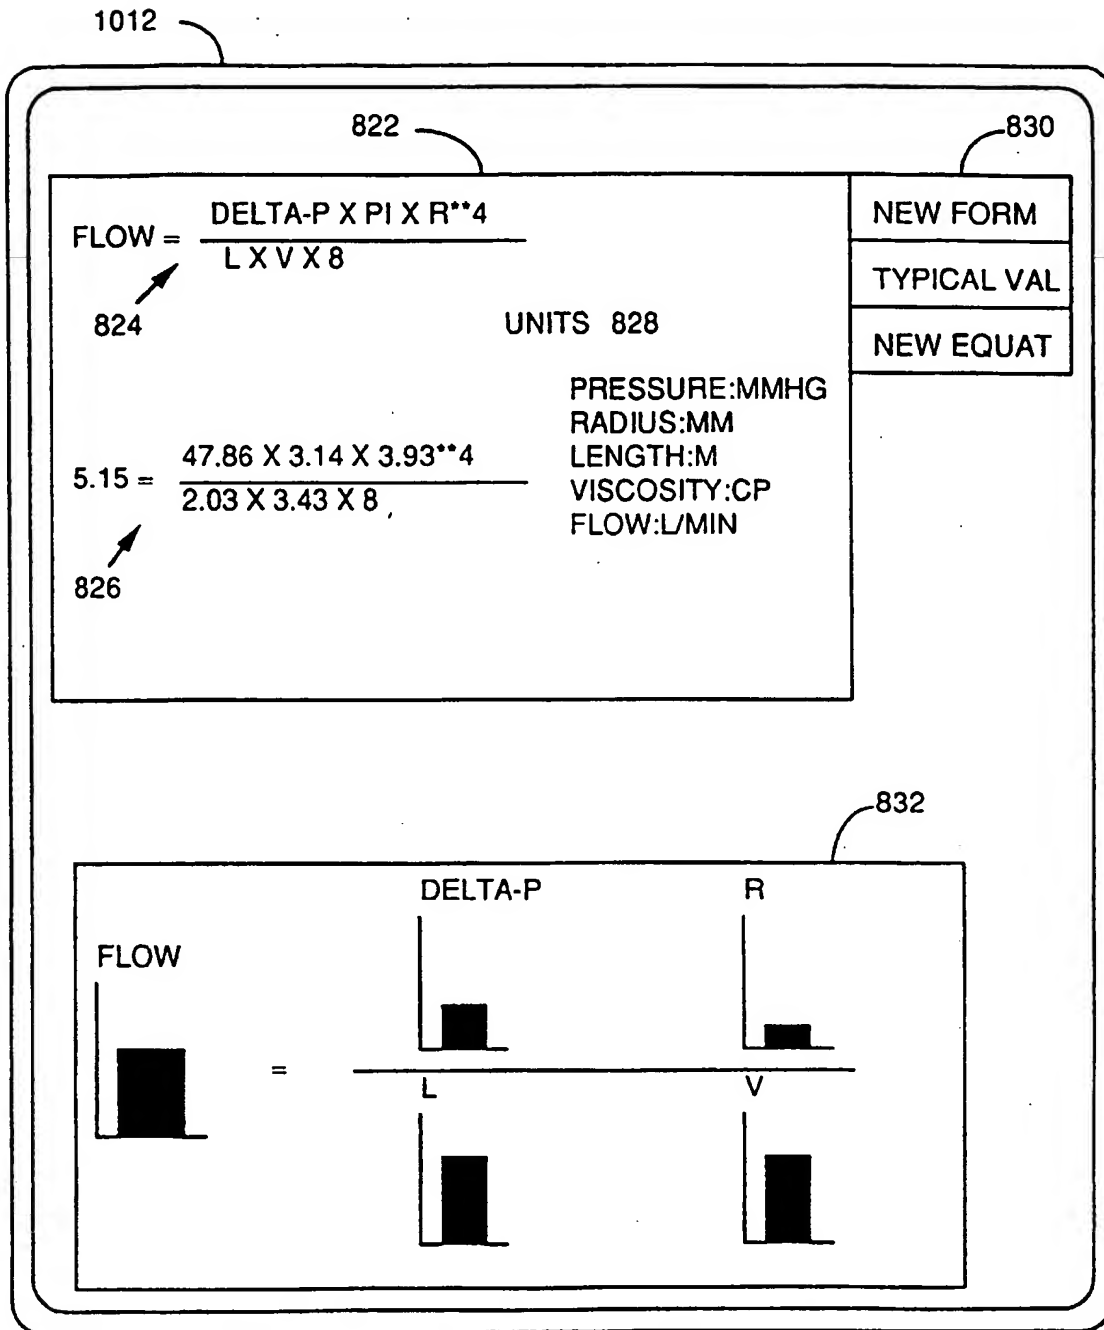 1012
822
830
FLOW = DELTA-P X PI X R**4
L X V X 8
824
NEW FORM
TYPICAL VAL
NEW EQUAT
UNITS 828
PRESSURE:MMHG
RADIUS:MM
LENGTH:M
VISCOSITY:CP
FLOW:L/MIN
5.15 = 47.86 X 3.14 X 3.93**4
2.03 X 3.43 X 8
826
832
DELTA-P R
FLOW
=
L V